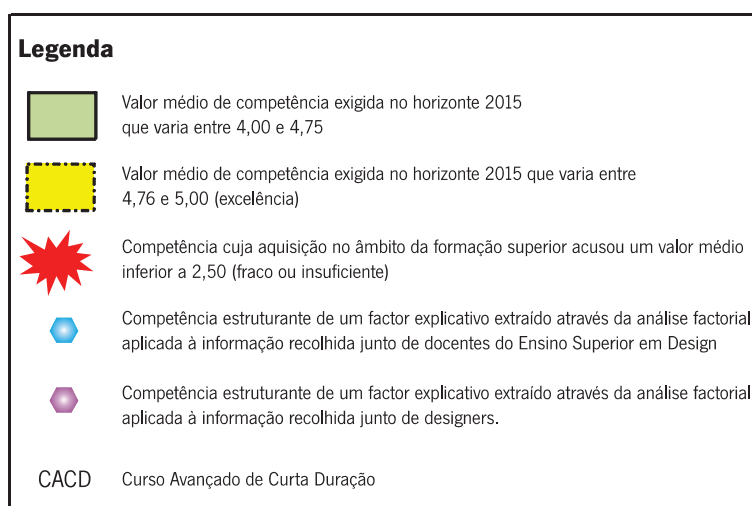 Legenda
Valor médio de competência exigida no horizonte 2015
que varia entre 4,00 e 4,75
Valor médio de competência exigida no horizonte 2015 que varia entre
4,76 e 5,00 (excelência)
Competência cuja aquisição no âmbito da formação superior acusou um valor médio
inferior a 2,50 (fraco ou insuficiente)
Competência estruturante de um factor explicativo extraído através da análise factorial
aplicada à informação recolhida junto de docentes do Ensino Superior em Design
Competência estruturante de um factor explicativo extraído através da análise factorial
aplicada à informação recolhida junto de designers.
CACD Curso Avançado de Curta Duração